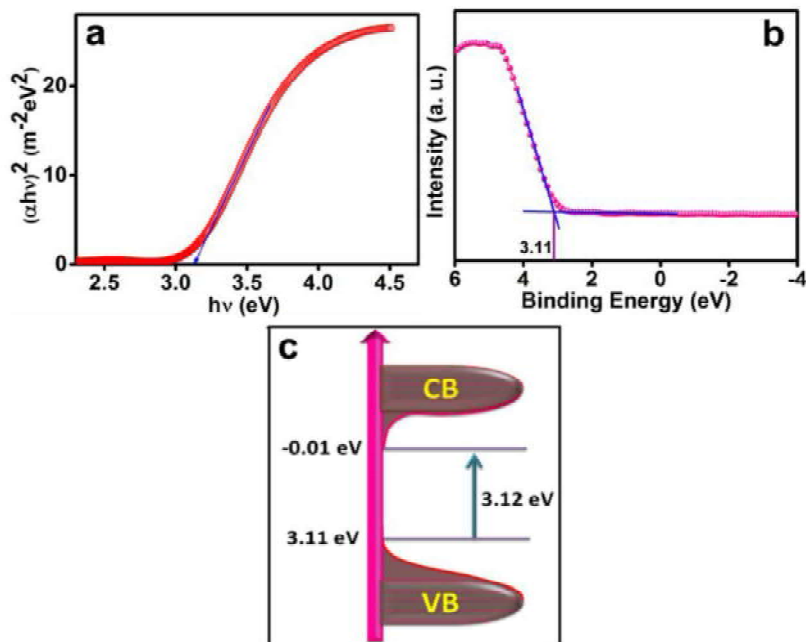 a
(αhν)² (m⁻²eV²)
20
10
0
2.5 3.0 3.5 4.0 4.5
hν (eV)
b
Intensity (a. u.)
3.11
6 4 2 0 -2 -4
Binding Energy (eV)
c
CB
-0.01 eV
3.12 eV
3.11 eV
VB